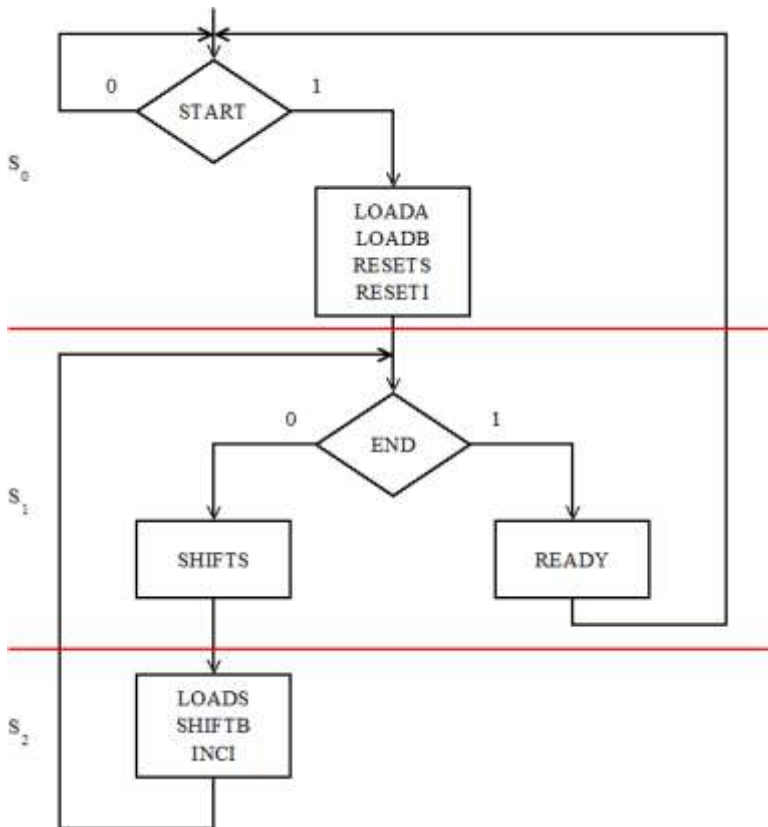 0
1
START
S0
LOADA
LOADB
RESETS
RESETI
0
1
END
S1
SHIFTS
READY
LOADS
SHIFTB
INCI
S2